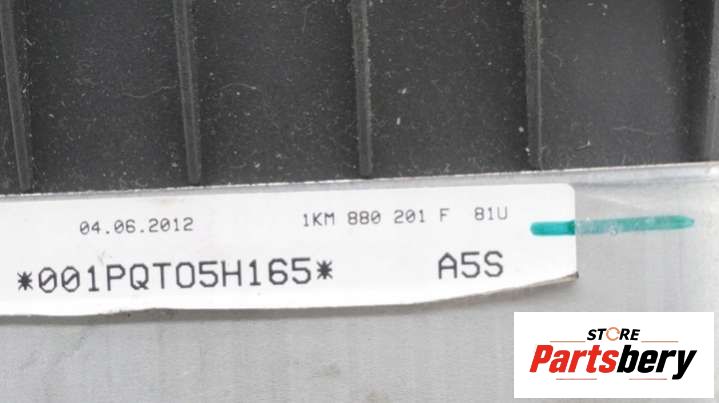 04.06.2012 1KM 880 201 F 81U
*001PQT05H165* A5S
STORE
Partsbery